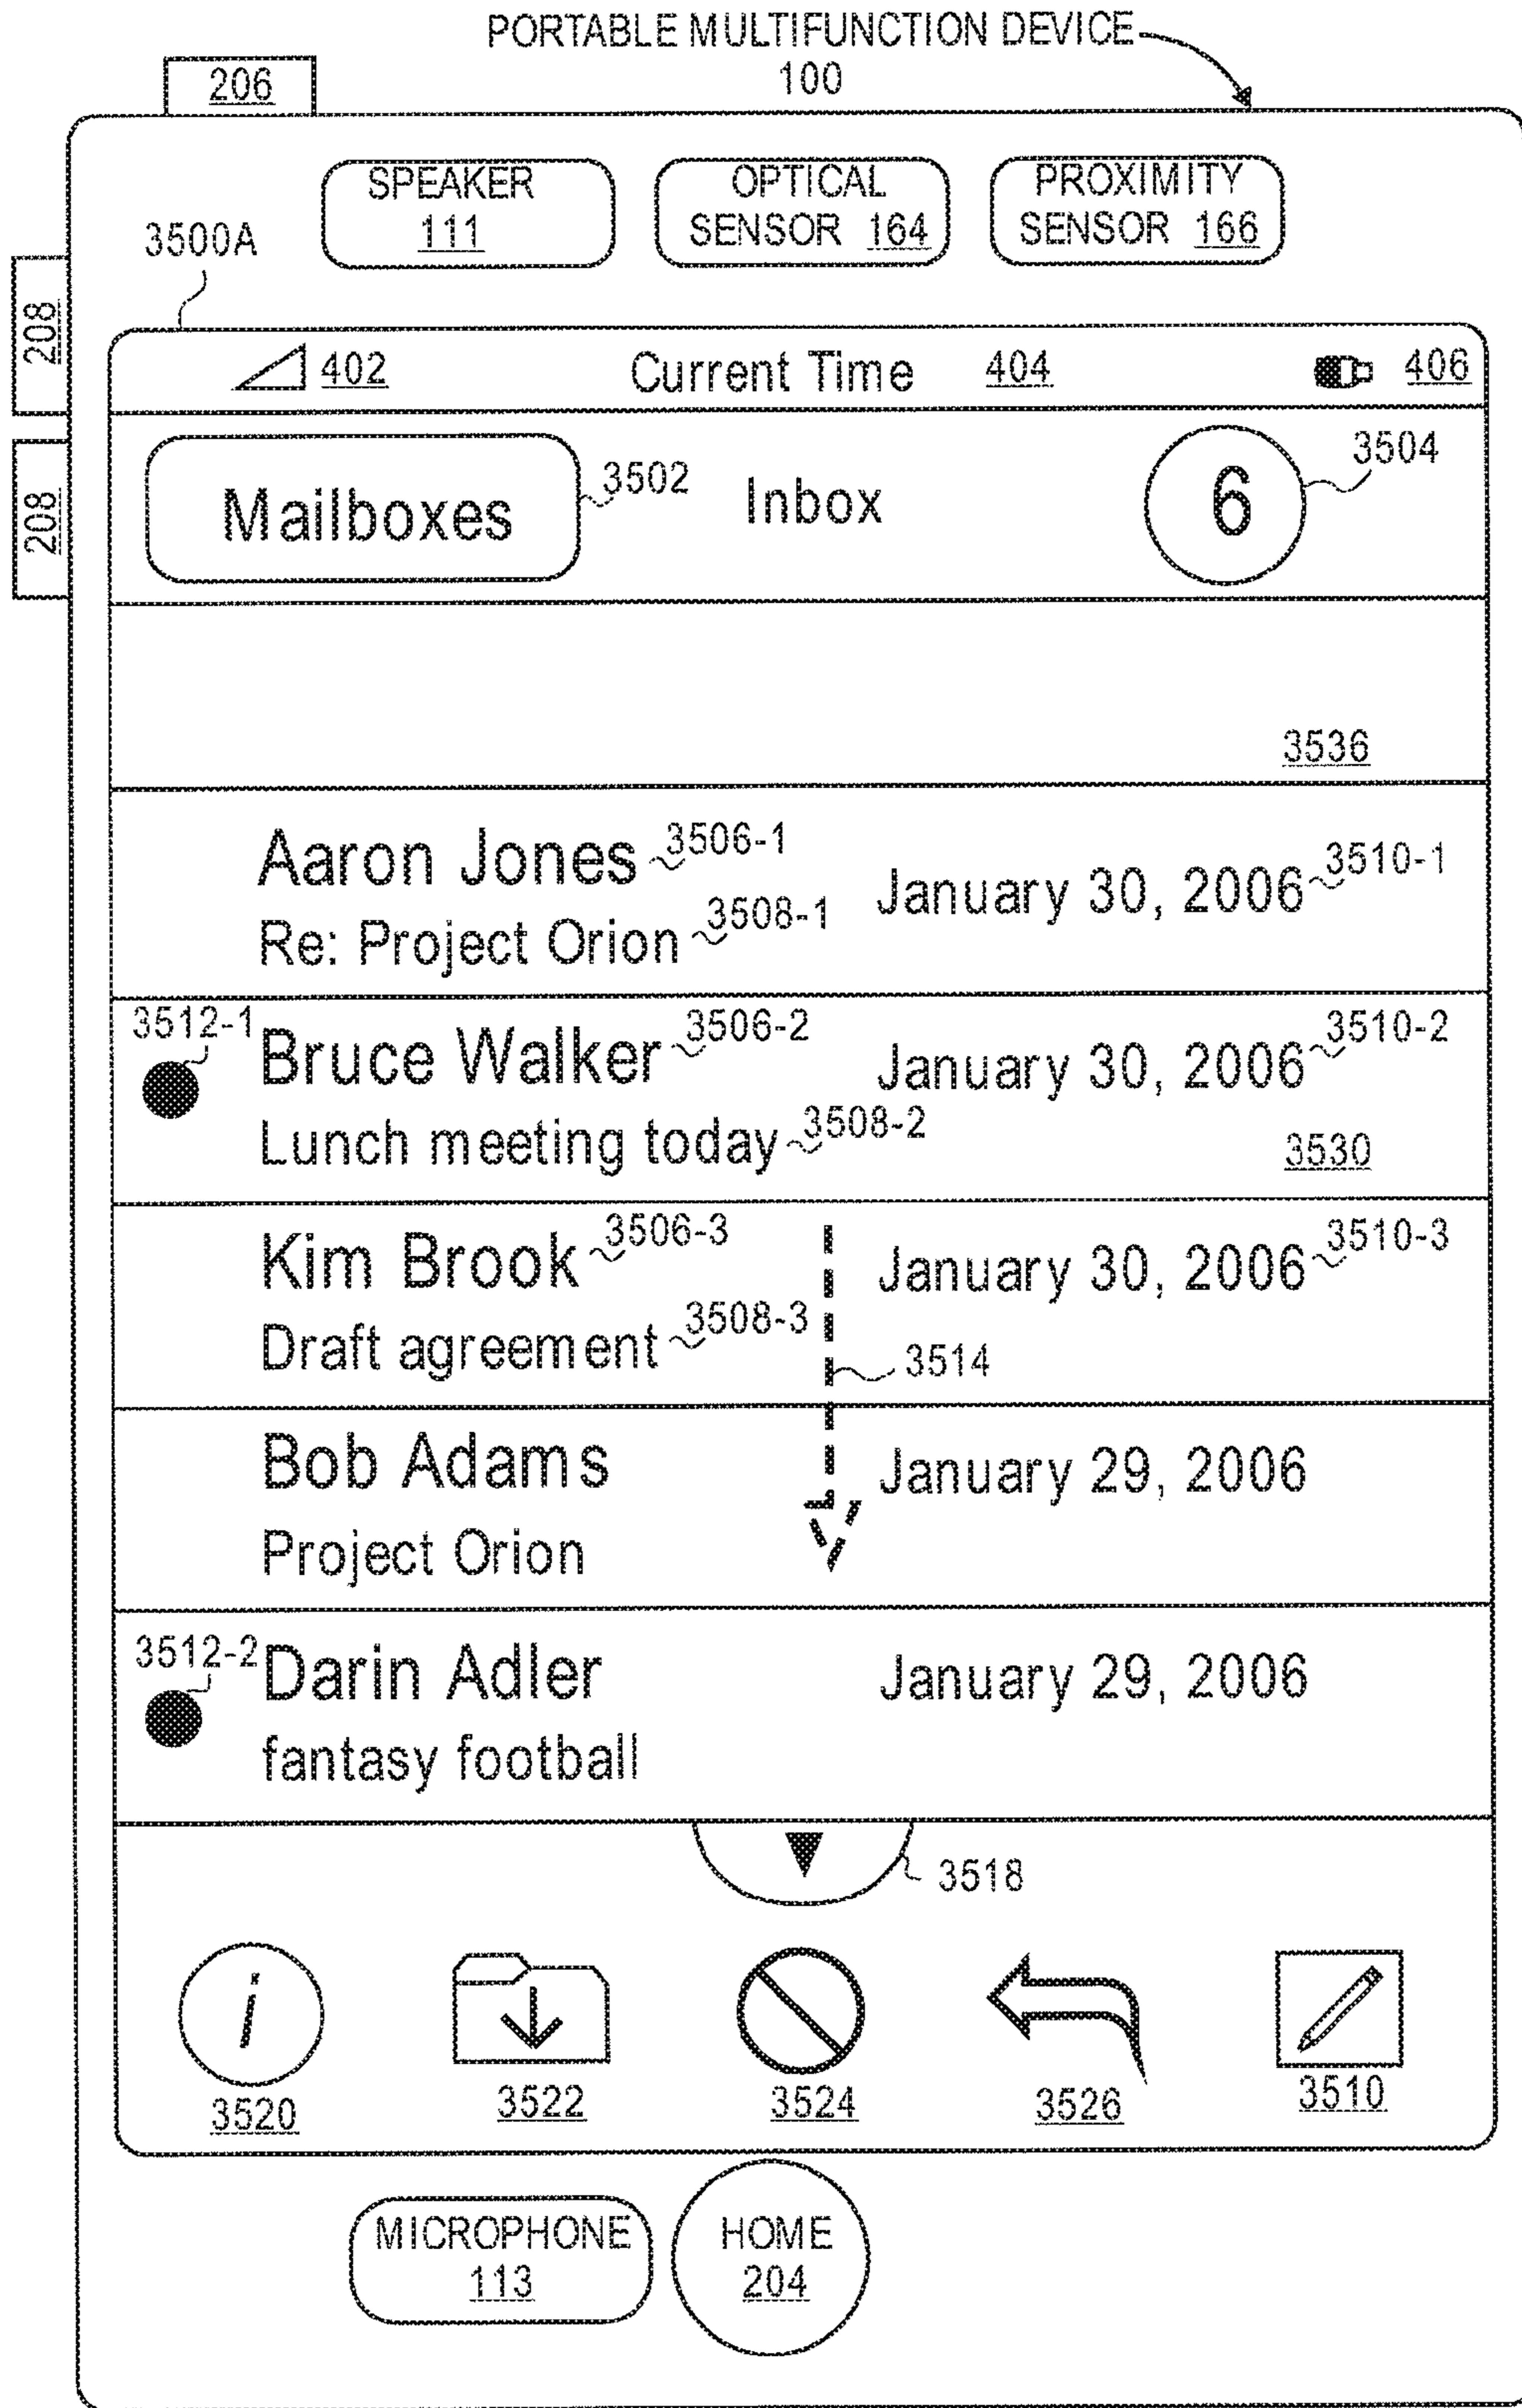 PORTABLE MULTIFUNCTION DEVICE
100
206
SPEAKER
111
OPTICAL
SENSOR 164
PROXIMITY
SENSOR 166
3500A
208
208
402
Current Time 404
406
Mailboxes
3502
Inbox
6
3504
3536
Aaron Jones 3506-1
January 30, 2006 3510-1
Re: Project Orion 3508-1
3512-1
Bruce Walker 3506-2
January 30, 2006 3510-2
Lunch meeting today 3508-2
3530
Kim Brook 3506-3
January 30, 2006 3510-3
Draft agreement 3508-3
3514
Bob Adams
January 29, 2006
Project Orion
3512-2
Darin Adler
January 29, 2006
fantasy football
3518
i
3520
3522
3524
3526
3510
MICROPHONE
113
HOME
204